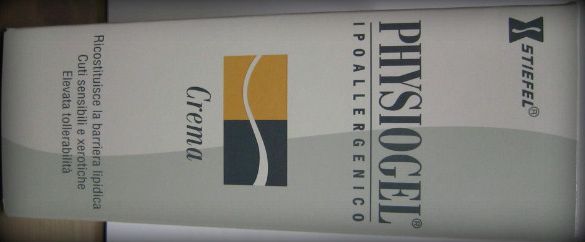 STIEFEL®
PHYSIOGEL®
IPOALLERGENICO
Crema
Ricostituisce la barriera lipidica
Cuti sensibili e xerotiche
Elevata tollerabilità